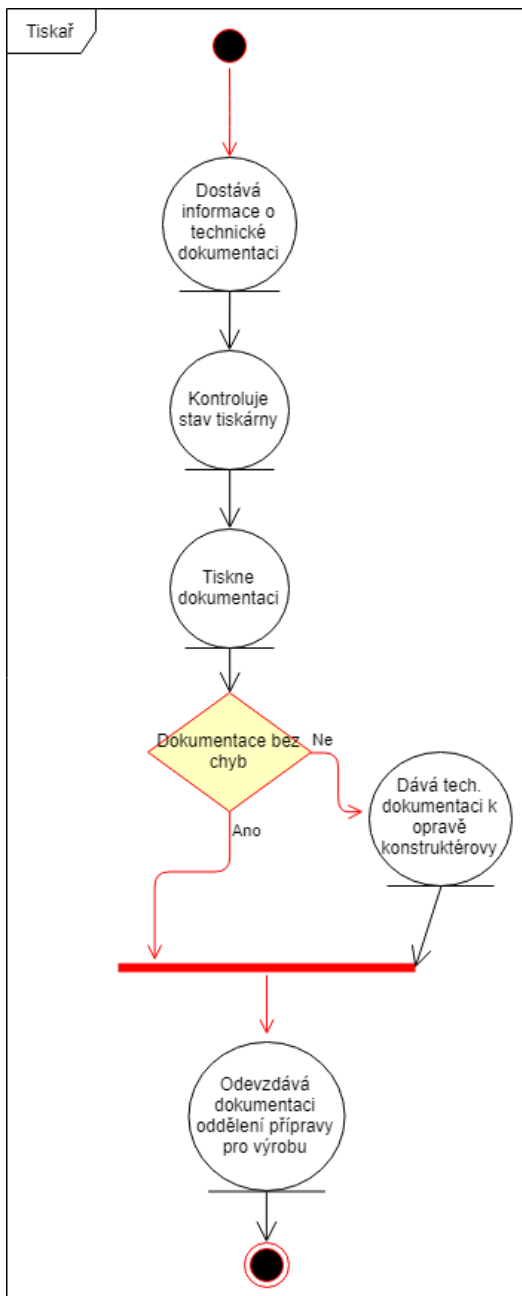 Tiskař
Dostává
informace o
technické
dokumentaci
Kontroluje
stav tiskárny
Tiskne
dokumentaci
Dokumentace bez
chyb
Ne
Ano
Dává tech.
dokumentaci k
opravě
konstruktérovy
Odevzdává
dokumentaci
oddělení přípravy
pro výrobu